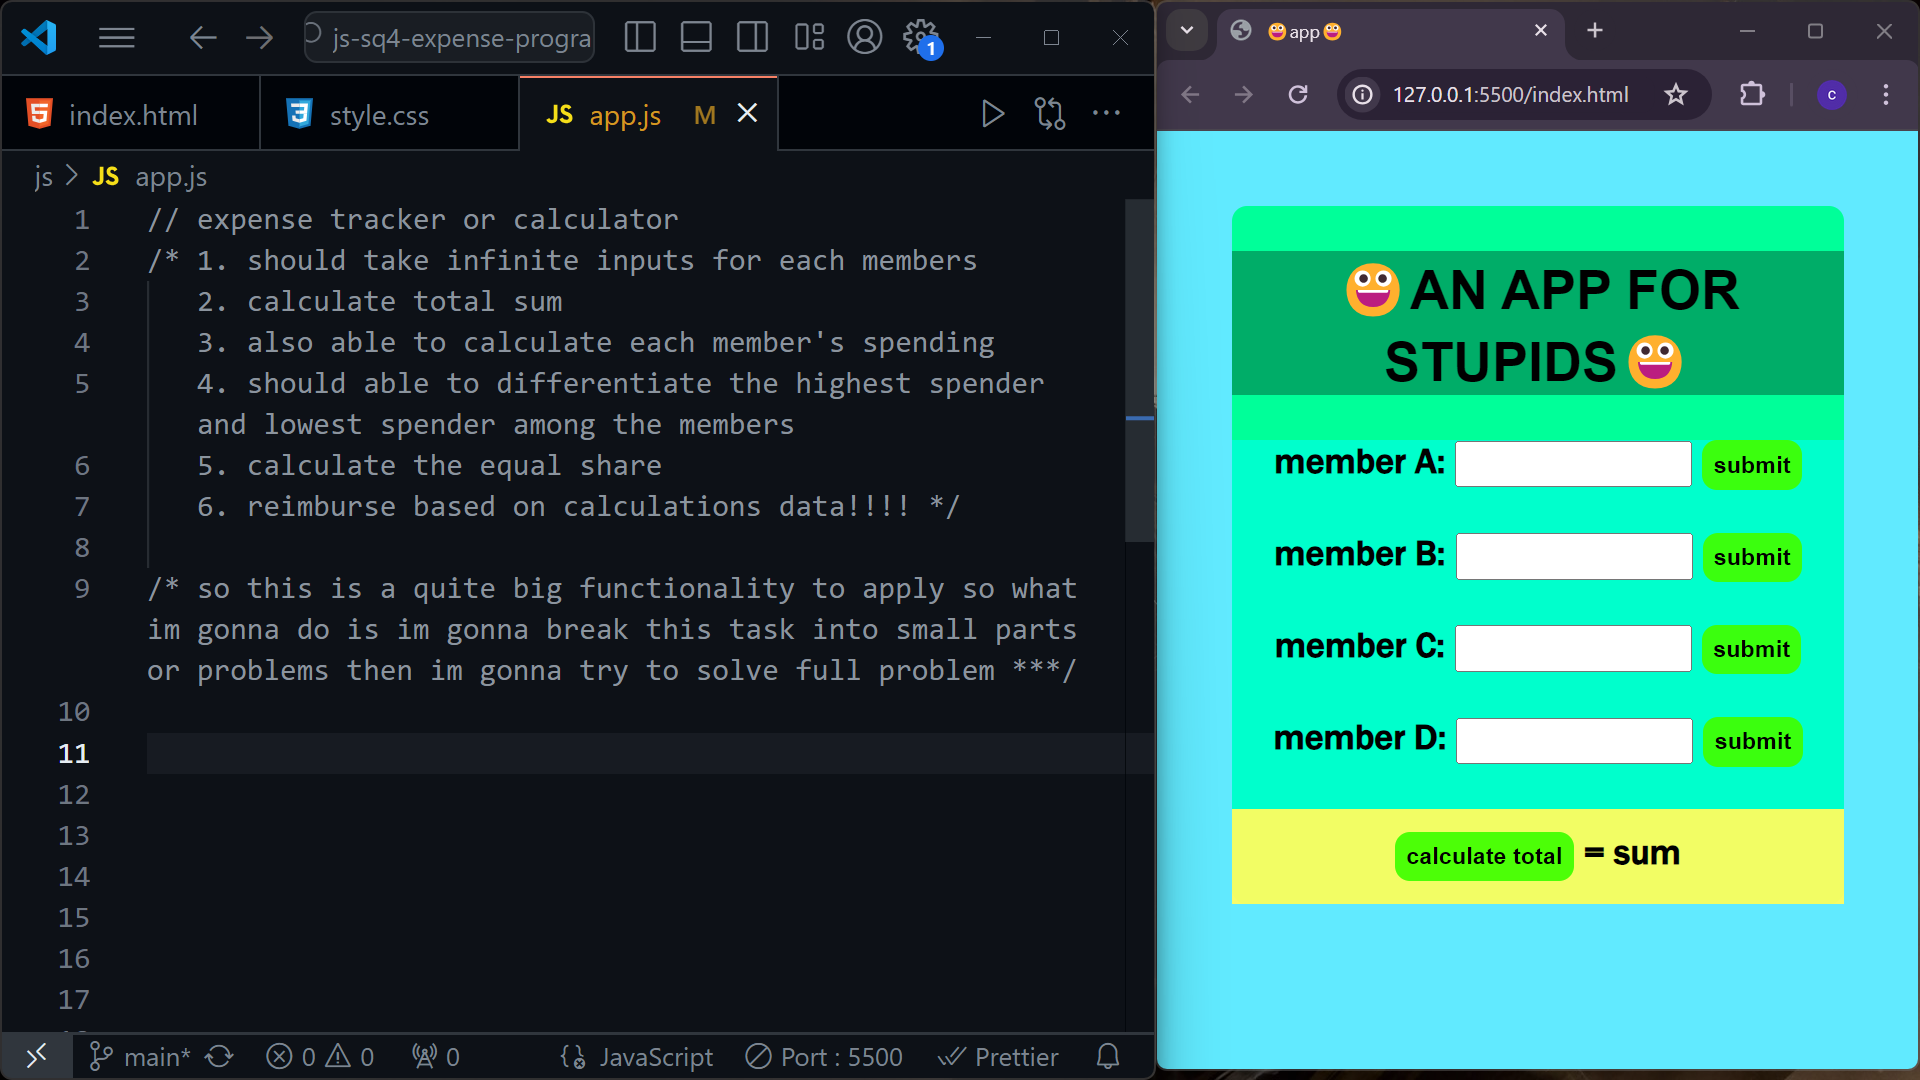 js-sq4-expense-progra
1
index.html
style.css
JS app.js M
js > JS app.js
1 // expense tracker or calculator
2 /* 1. should take infinite inputs for each members
3 2. calculate total sum
4 3. also able to calculate each member's spending
5 4. should able to differentiate the highest spender
and lowest spender among the members
6 5. calculate the equal share
7 6. reimburse based on calculations data!!!! */
8
9 /* so this is a quite big functionality to apply so what
im gonna do is im gonna break this task into small parts
or problems then im gonna try to solve full problem ***/
10
11
12
13
14
15
16
17
main* 0 0 0 JavaScript Port : 5500 Prettier
app
127.0.0.1:5500/index.html
c
AN APP FOR
STUPIDS
member A: submit
member B: submit
member C: submit
member D: submit
calculate total = sum